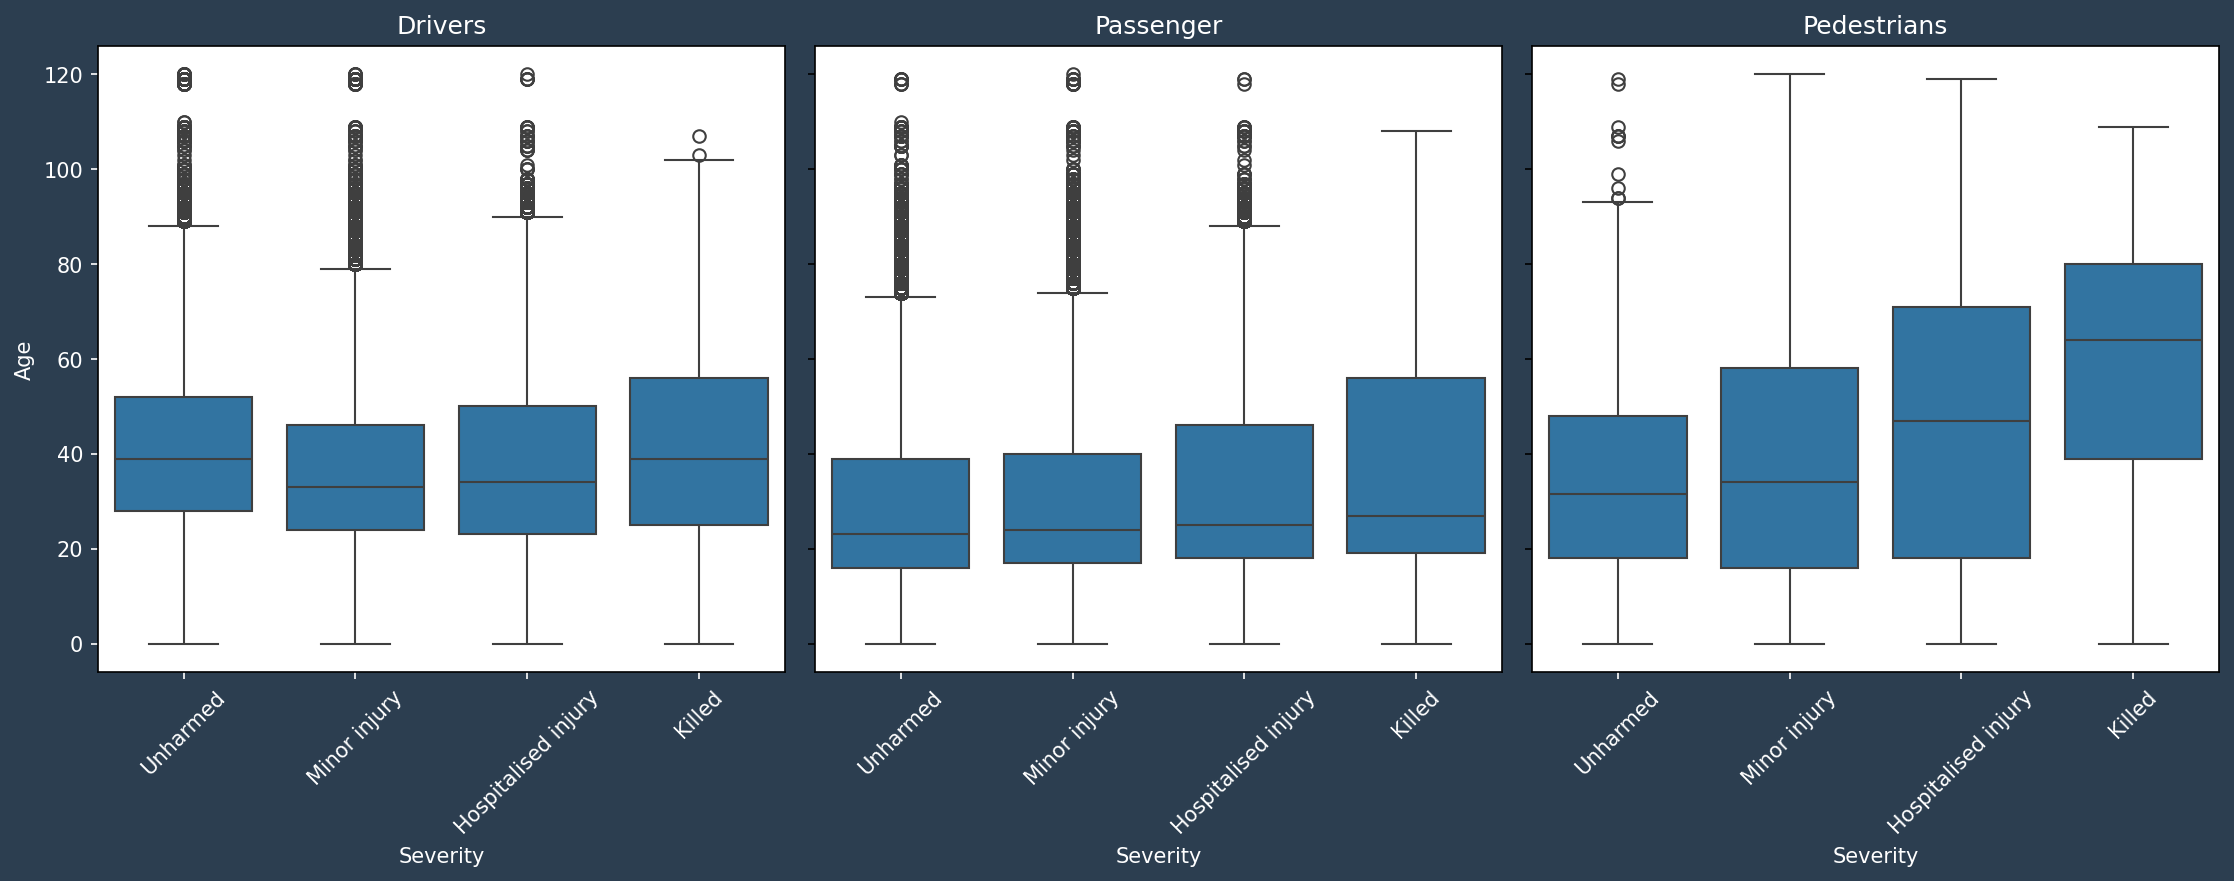 Drivers
Passenger
Pedestrians
Age
120
100
80
60
40
20
0
Unharmed
Minor injury
Hospitalised injury
Killed
Severity
Unharmed
Minor injury
Hospitalised injury
Killed
Severity
Unharmed
Minor injury
Hospitalised injury
Killed
Severity